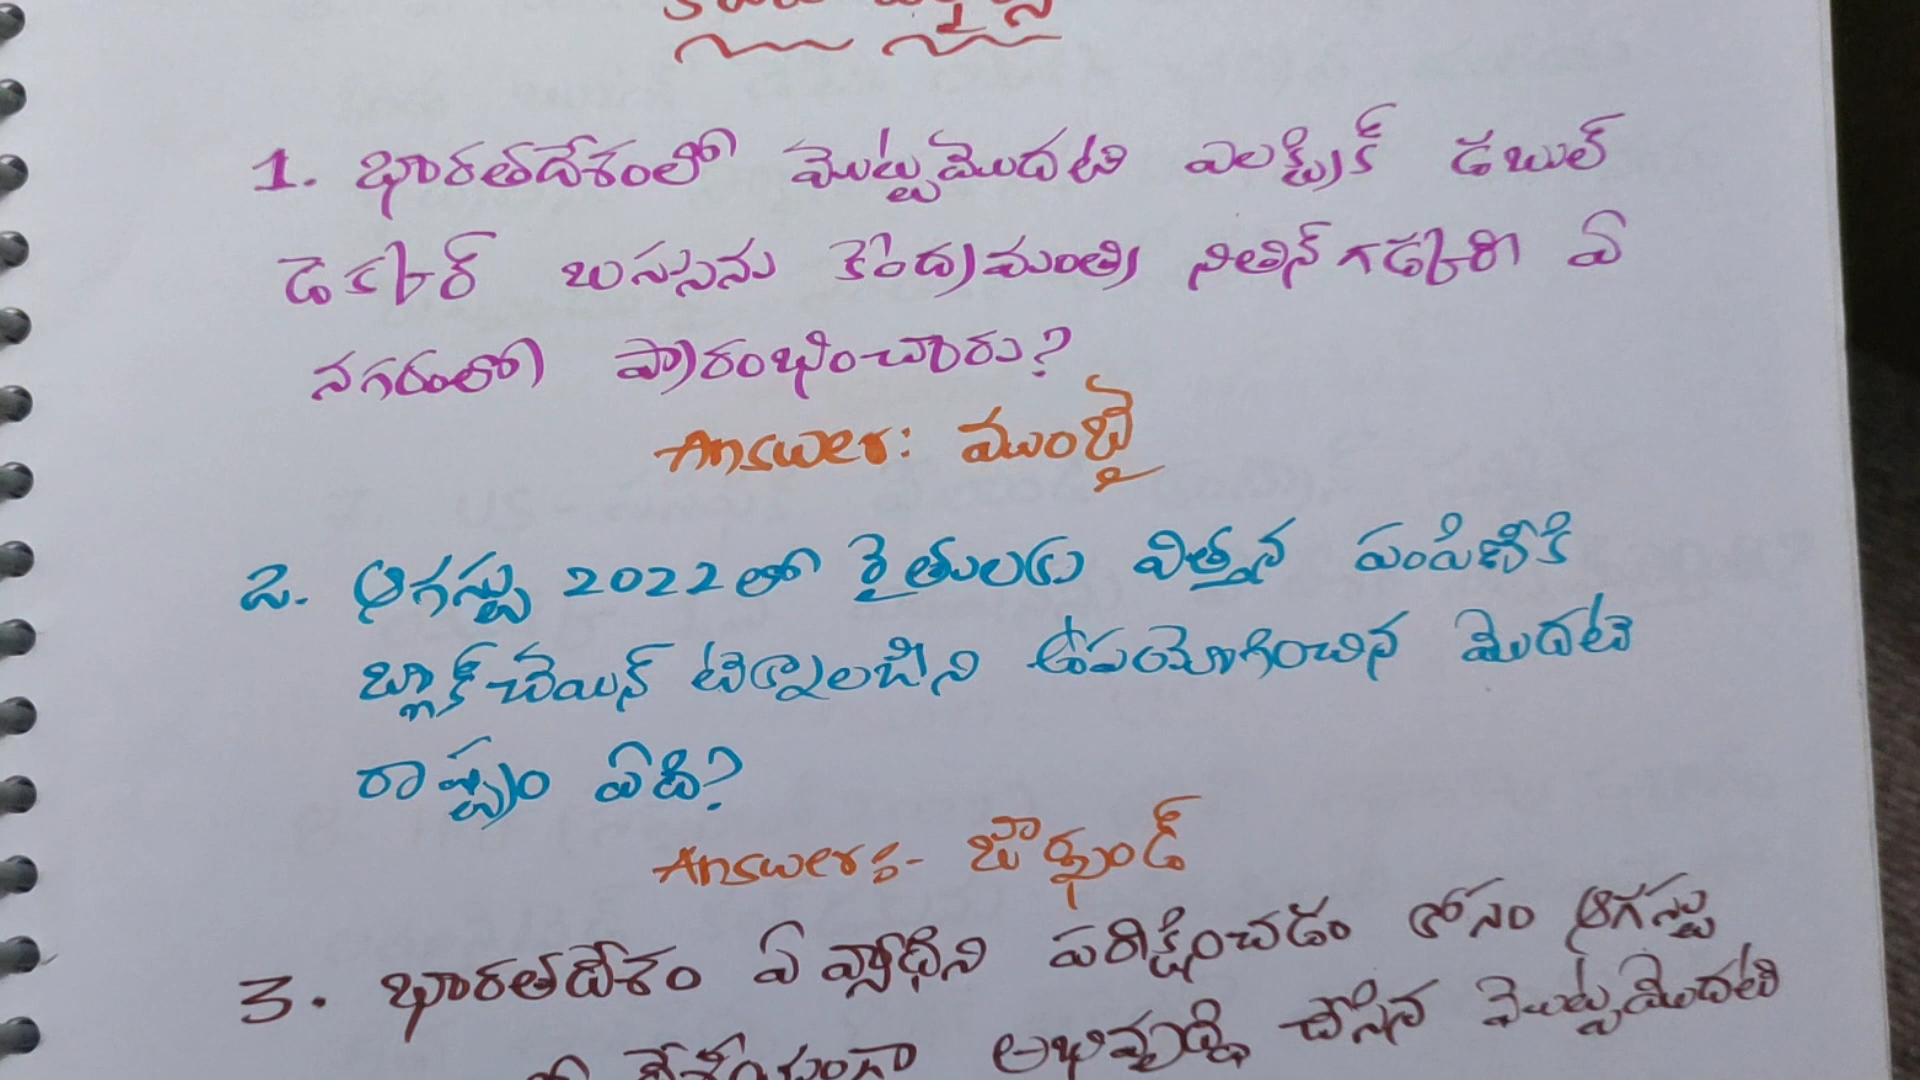 1. భారతదేశంలో మొట్టమొదటి ఎలక్ట్రిక్ డబుల్
డెక్కర్ బస్సును కేంద్రమంత్రి నితిన్ గడ్కరీ ఏ
నగరంలో ప్రారంభించారు?
Answer: ముంబై
2. ఆగస్టు 2022లో రైతులకు విత్తన పంపిణీకి
బ్లాక్‌చెయిన్ టెక్నాలజీని ఉపయోగించిన మొదటి
రాష్ట్రం ఏది?
Answer:- జార్ఖండ్
3. భారతదేశం ఏ వ్యాధిని పరీక్షించడం కోసం ఆగస్టు
దేశీయంగా అభివృద్ధి చేసిన మొట్టమొదటి